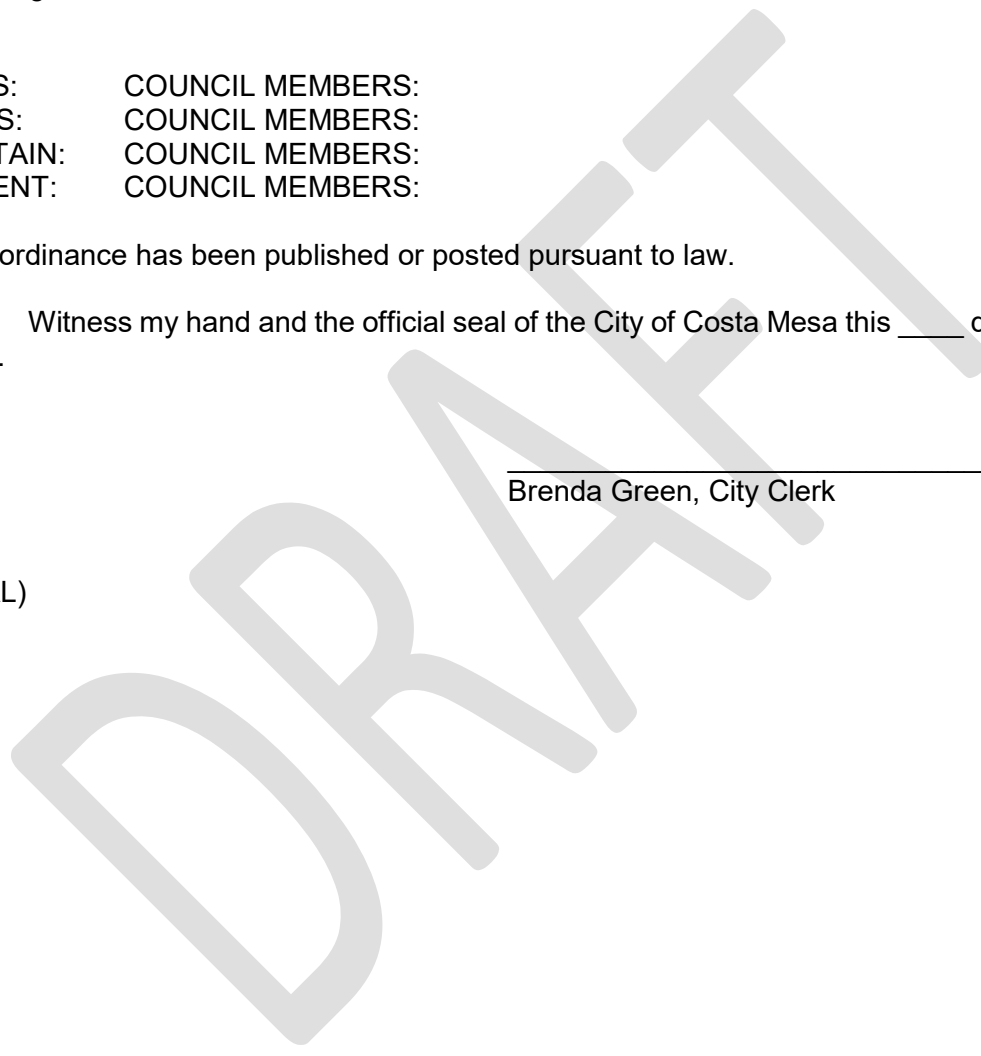 S: COUNCIL MEMBERS:
S: COUNCIL MEMBERS:
TAIN: COUNCIL MEMBERS:
ENT: COUNCIL MEMBERS:
ordinance has been published or posted pursuant to law.
Witness my hand and the official seal of the City of Costa Mesa this ____
.
Brenda Green, City Clerk
L)
DRAFT